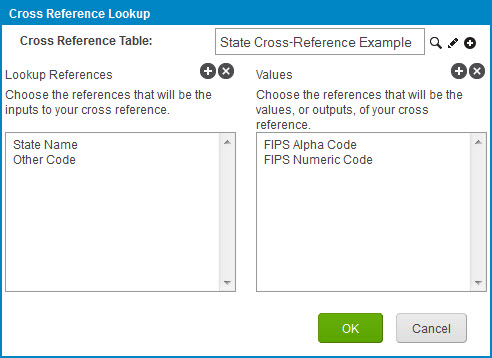 Cross Reference Lookup
Cross Reference Table:
State Cross-Reference Example
Lookup References
Choose the references that will be the
inputs to your cross reference.
State Name
Other Code
Values
Choose the references that will be the
values, or outputs, of your cross
reference.
FIPS Alpha Code
FIPS Numeric Code
OK
Cancel